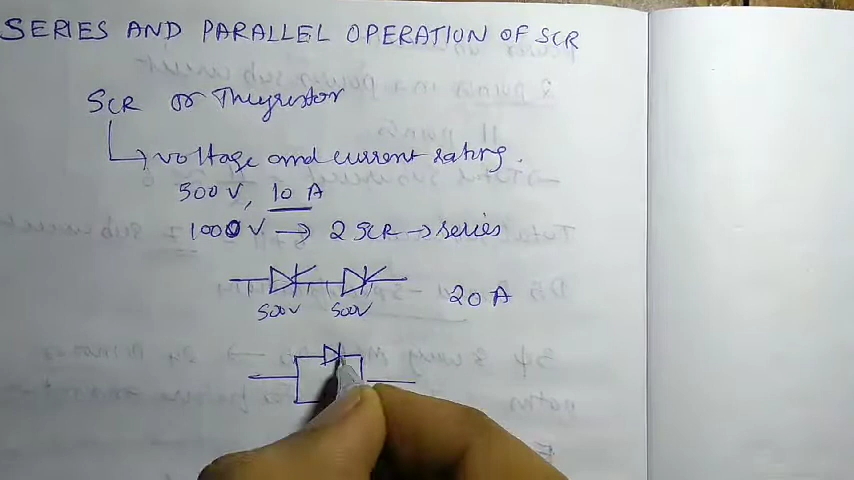 SERIES AND PARALLEL OPERATION OF SCR
SCR or Thyristor
voltage and current rating.
500 V, 10 A
1000 V → 2 SCR → series
500V 500V 20 A